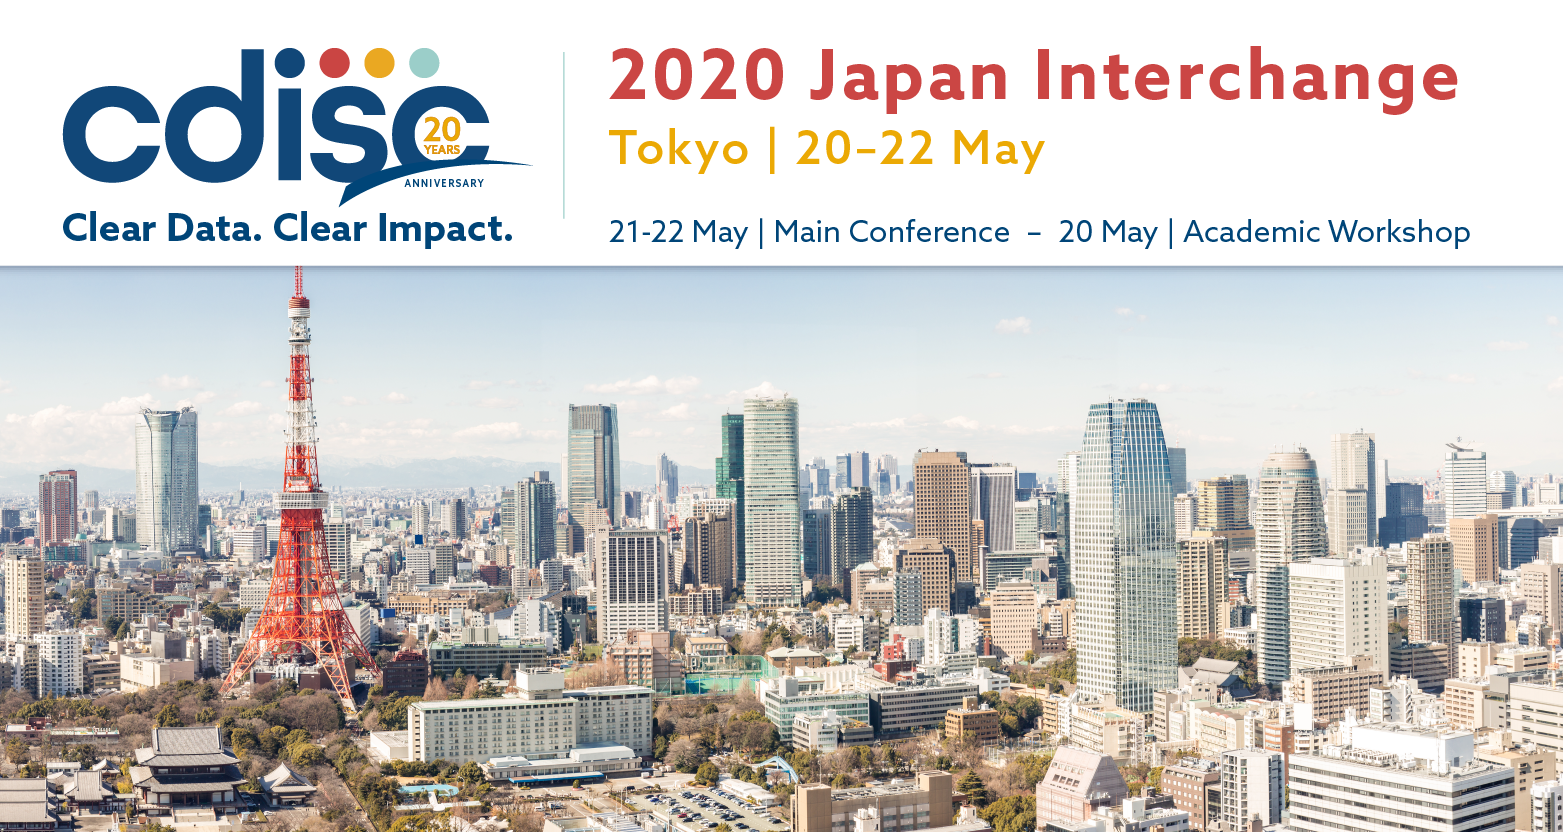 cdisc
20
YEARS
ANNIVERSARY
Clear Data. Clear Impact.
2020 Japan Interchange
Tokyo | 20–22 May
21-22 May | Main Conference – 20 May | Academic Workshop